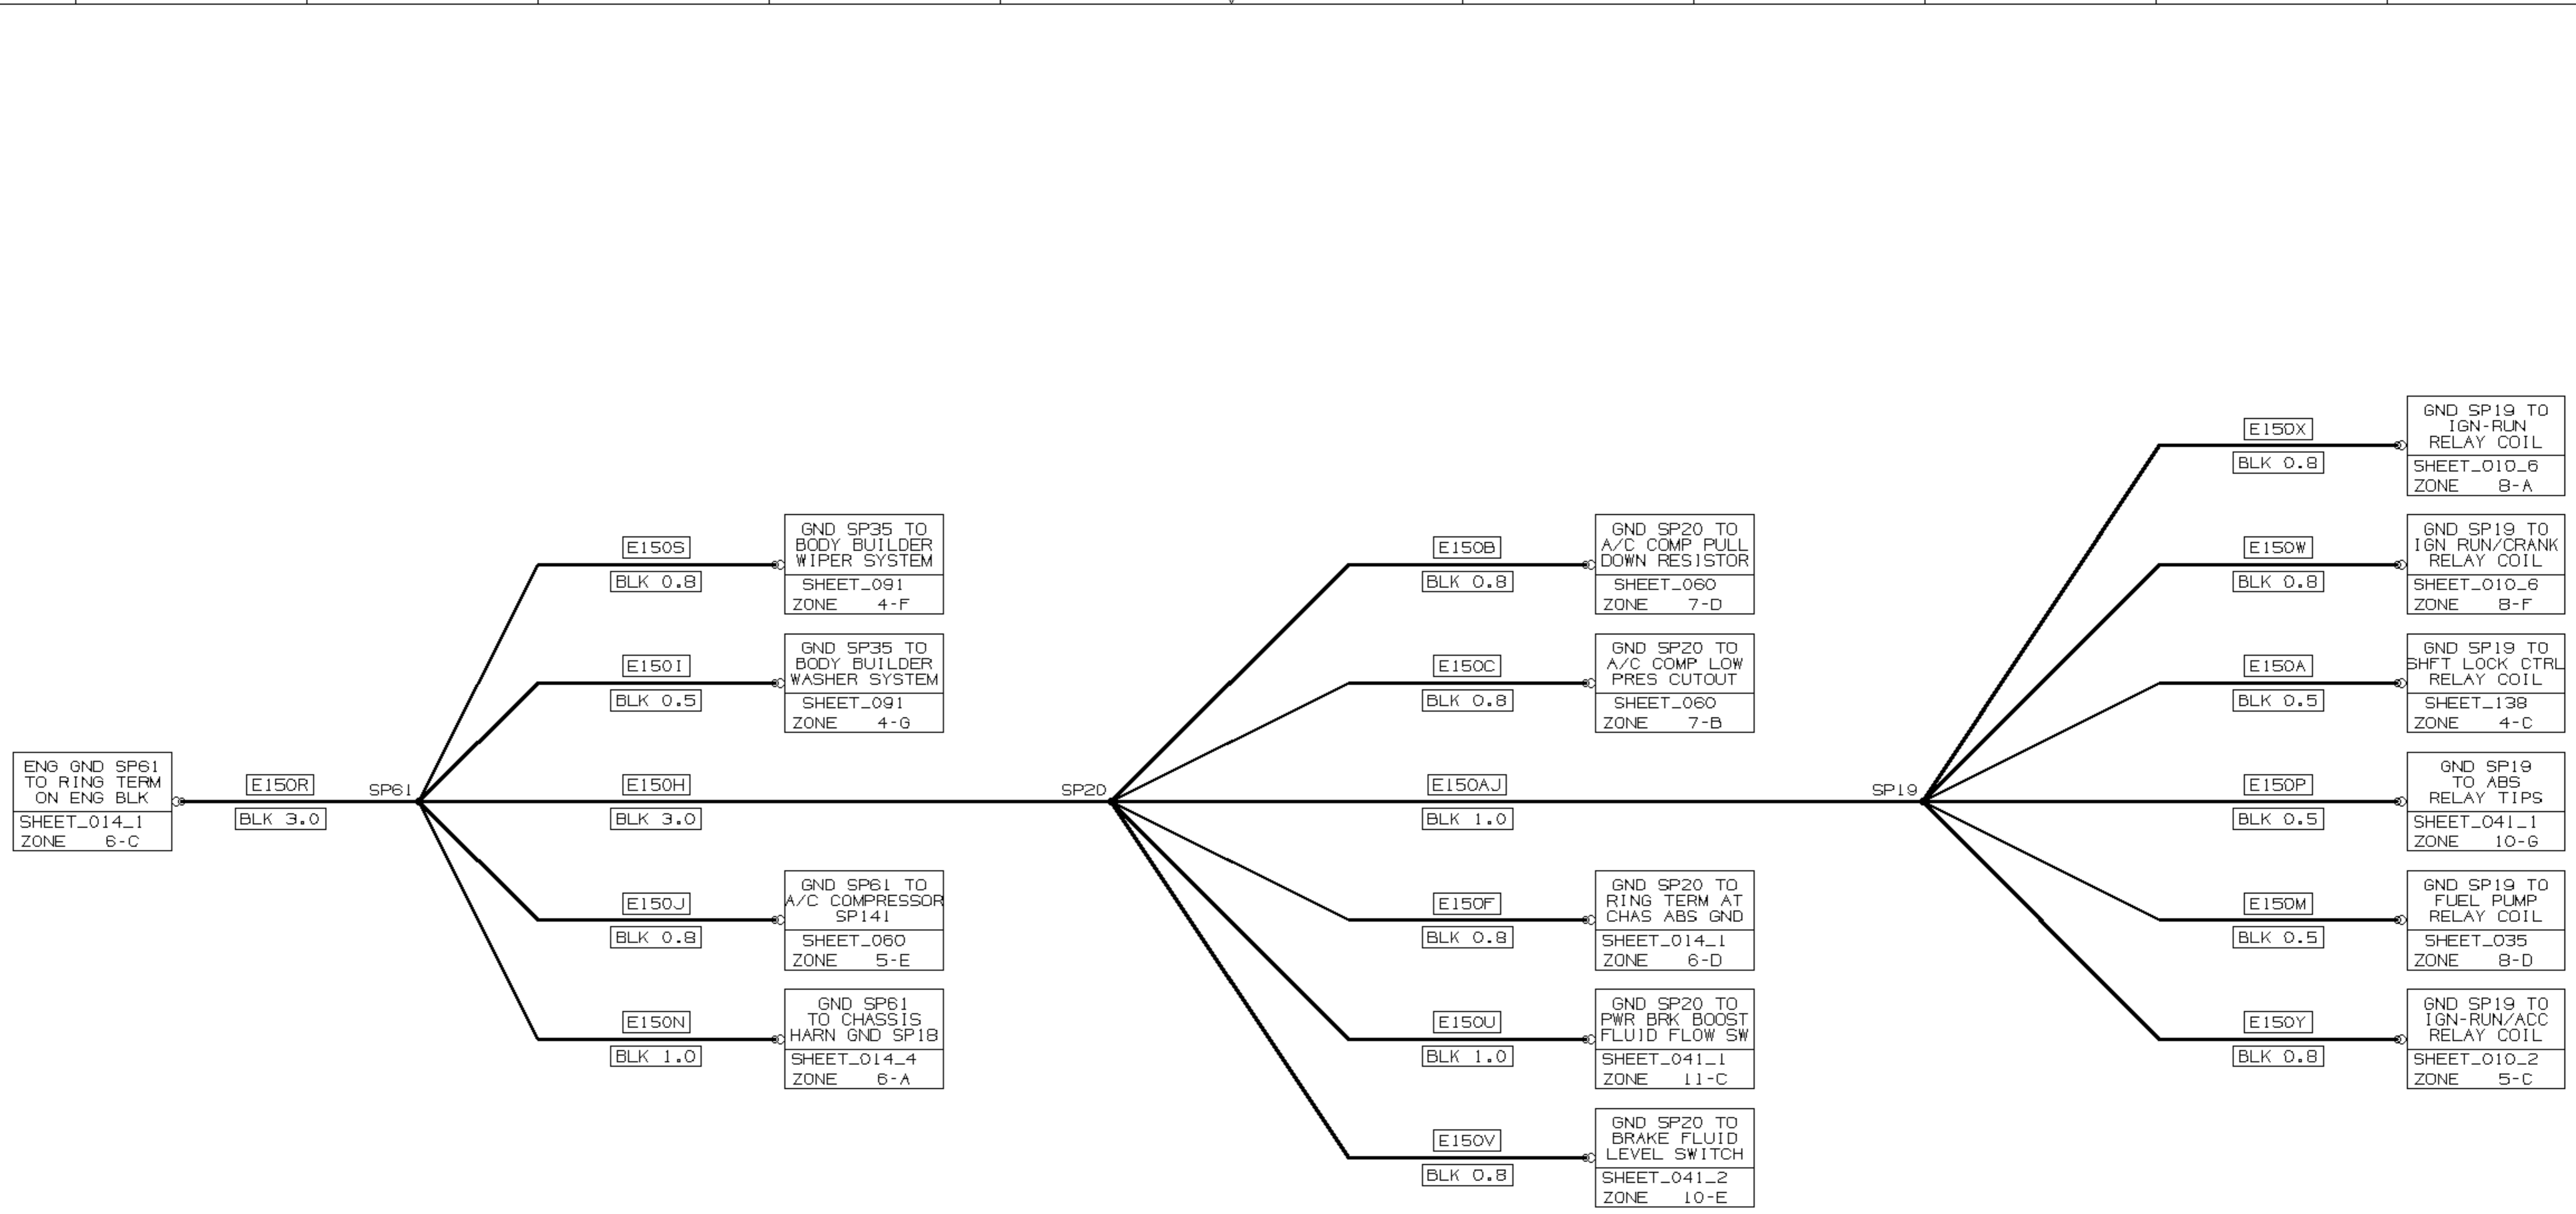 ENG GND SP61
TO RING TERM
ON ENG BLK
SHEET_014_1
ZONE 6-C
E150R
BLK 3.0
SP61
E150S
BLK 0.8
GND SP35 TO
BODY BUILDER
WIPER SYSTEM
SHEET_091
ZONE 4-F
E150I
BLK 0.5
GND SP35 TO
BODY BUILDER
WASHER SYSTEM
SHEET_091
ZONE 4-G
E150H
BLK 3.0
E150J
BLK 0.8
GND SP61 TO
A/C COMPRESSOR
SP141
SHEET_060
ZONE 5-E
E150N
BLK 1.0
GND SP61
TO CHASSIS
HARN GND SP18
SHEET_014_4
ZONE 6-A
SP20
E150B
BLK 0.8
GND SP20 TO
A/C COMP PULL
DOWN RESISTOR
SHEET_060
ZONE 7-D
E150C
BLK 0.8
GND SP20 TO
A/C COMP LOW
PRES CUTOUT
SHEET_060
ZONE 7-B
E150AJ
BLK 1.0
E150F
BLK 0.8
GND SP20 TO
RING TERM AT
CHAS ABS GND
SHEET_014_1
ZONE 6-D
E150U
BLK 1.0
GND SP20 TO
PWR BRK BOOST
FLUID FLOW SW
SHEET_041_1
ZONE 11-C
E150V
BLK 0.8
GND SP20 TO
BRAKE FLUID
LEVEL SWITCH
SHEET_041_2
ZONE 10-E
SP19
E150X
BLK 0.8
GND SP19 TO
IGN-RUN
RELAY COIL
SHEET_010_6
ZONE 8-A
E150W
BLK 0.8
GND SP19 TO
IGN RUN/CRANK
RELAY COIL
SHEET_010_6
ZONE 8-F
E150A
BLK 0.5
GND SP19 TO
SHFT LOCK CTRL
RELAY COIL
SHEET_138
ZONE 4-C
E150P
BLK 0.5
GND SP19
TO ABS
RELAY TIPS
SHEET_041_1
ZONE 10-G
E150M
BLK 0.5
GND SP19 TO
FUEL PUMP
RELAY COIL
SHEET_035
ZONE 8-D
E150Y
BLK 0.8
GND SP19 TO
IGN-RUN/ACC
RELAY COIL
SHEET_010_2
ZONE 5-C